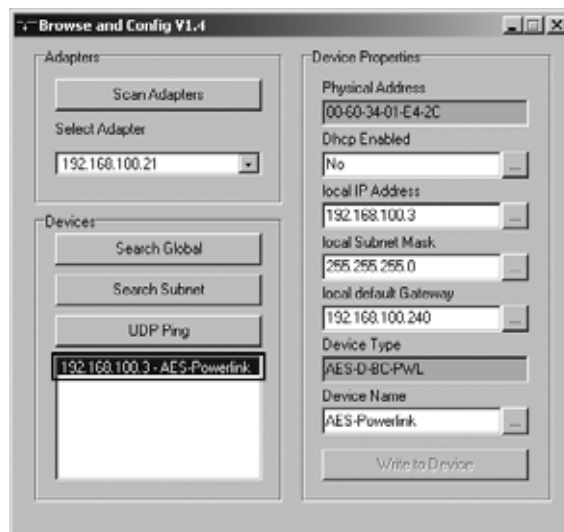 Browse and Config V1.4
Adapters
Scan Adapters
Select Adapter
192.168.100.21
Devices
Search Global
Search Subnet
UDP Ping
192.168.100.3 - AES-Powerlink
Device Properties
Physical Address
00-60-34-01-E4-2C
Dhcp Enabled
No
...
local IP Address
192.168.100.3
...
local Subnet Mask
255.255.255.0
...
local default Gateway
192.168.100.240
...
Device Type
AES-D-BC-PWL
Device Name
AES-Powerlink
...
Write to Device